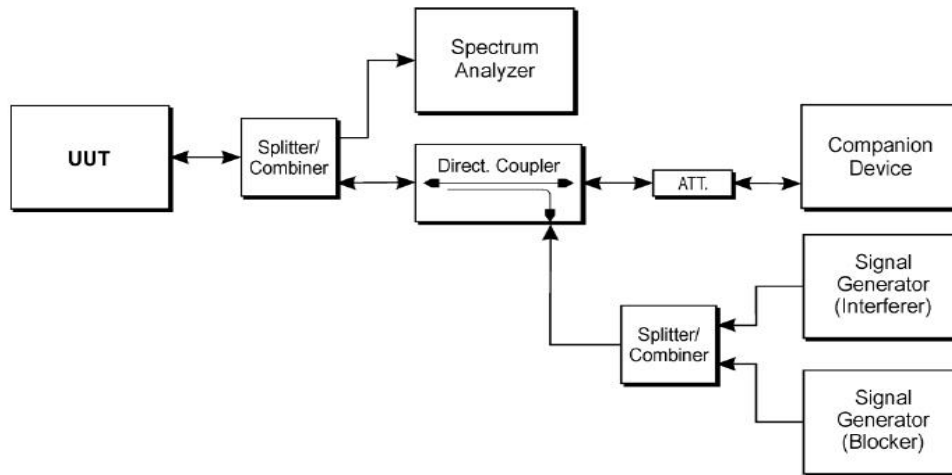 Spectrum
Analyzer
UUT
Splitter/
Combiner
Direct. Coupler
ATT.
Companion
Device
Signal
Generator
(Interferer)
Splitter/
Combiner
Signal
Generator
(Blocker)